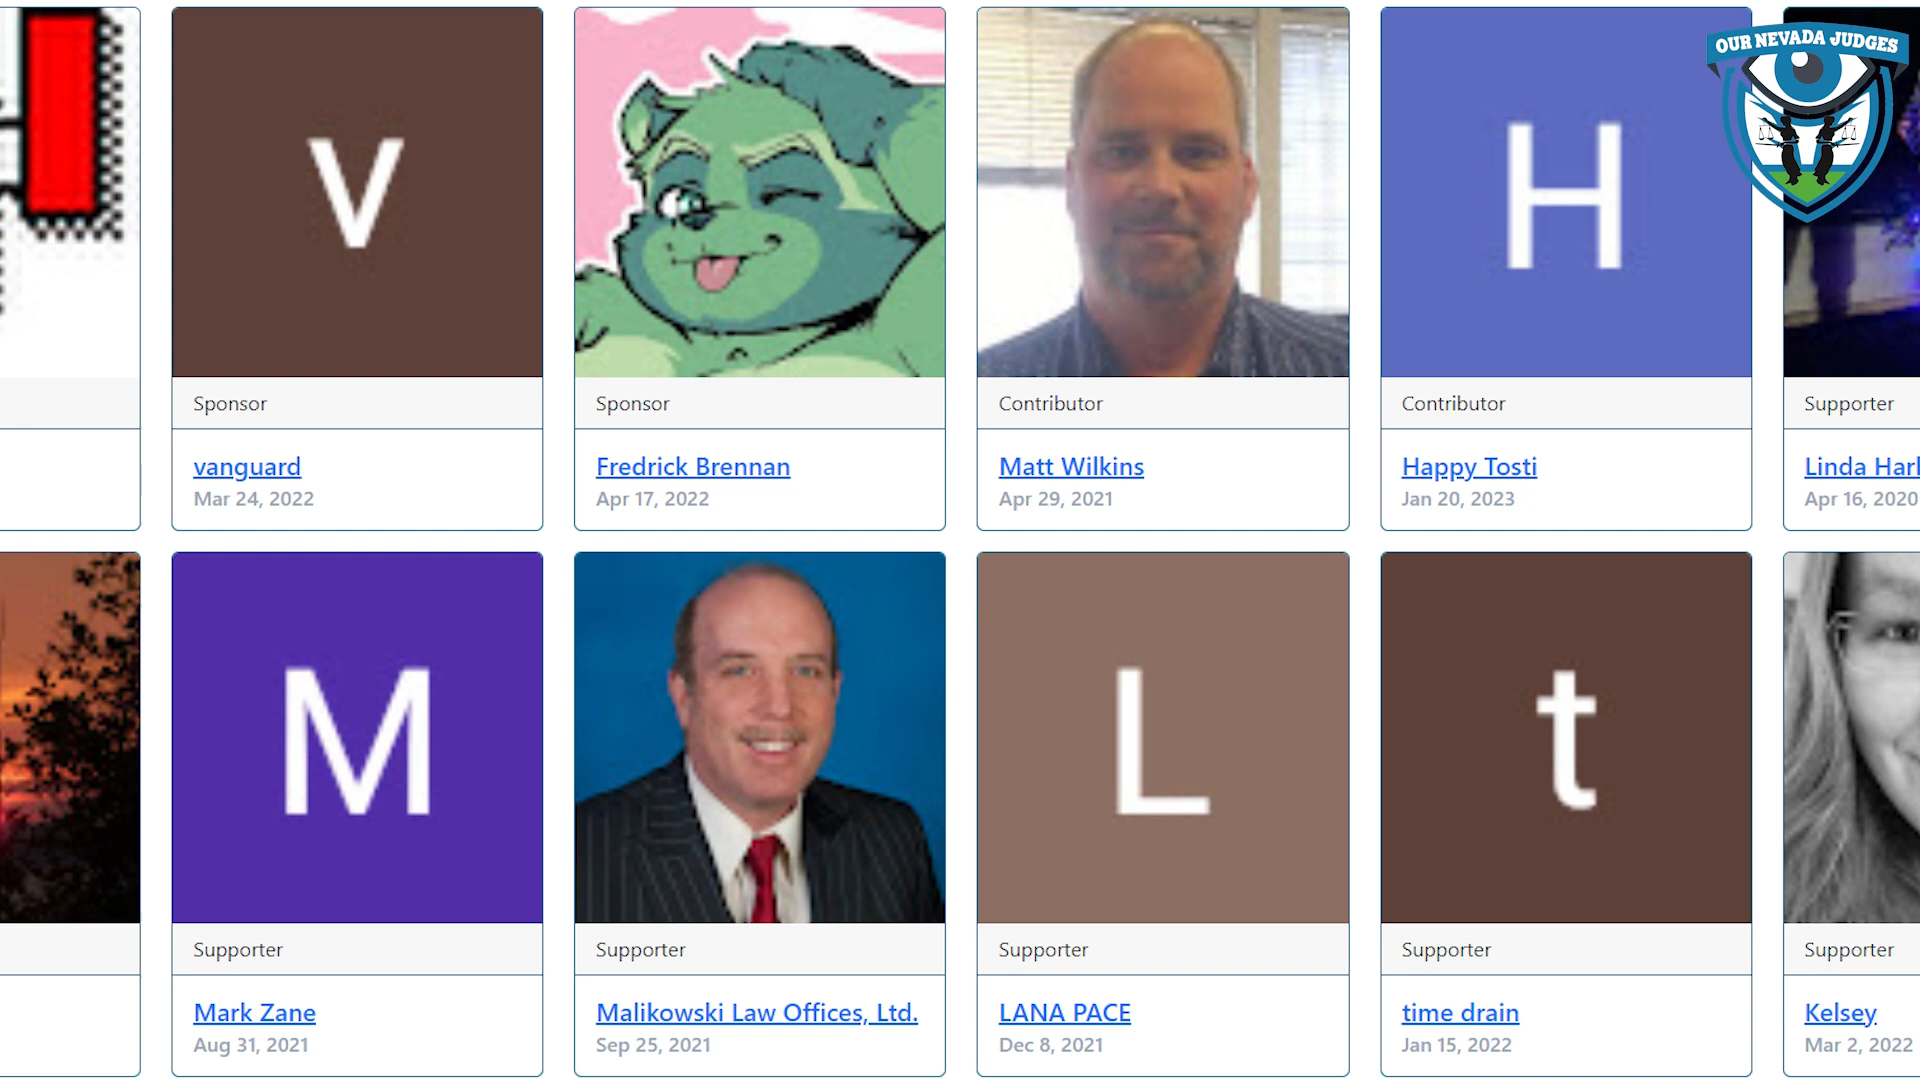 OUR NEVADA JUDGES
V
H
Sponsor
Sponsor
Contributor
Contributor
Supporter
vanguard
Fredrick Brennan
Matt Wilkins
Happy Tosti
Linda
Mar 24, 2022
Apr 17, 2022
Apr 29, 2021
Jan 20, 2023
Apr 16, 2020
M
L
t
Supporter
Supporter
Supporter
Supporter
Supporter
Mark Zane
Malikowski Law Offices, Ltd.
LANA PACE
time drain
Kelsey
Aug 31, 2021
Sep 25, 2021
Dec 8, 2021
Jan 15, 2022
Mar 2, 2022